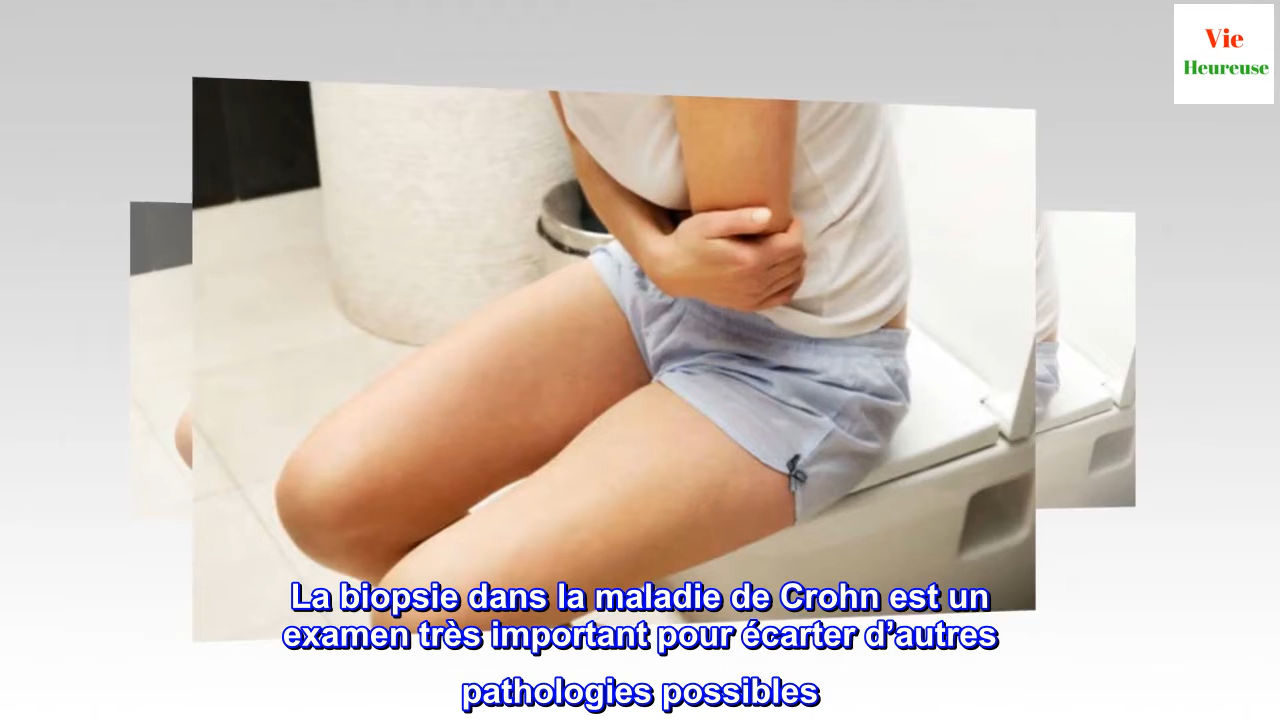 Vie
Heureuse
La biopsie dans la maladie de Crohn est un
examen très important pour écarter d’autres
pathologies possibles